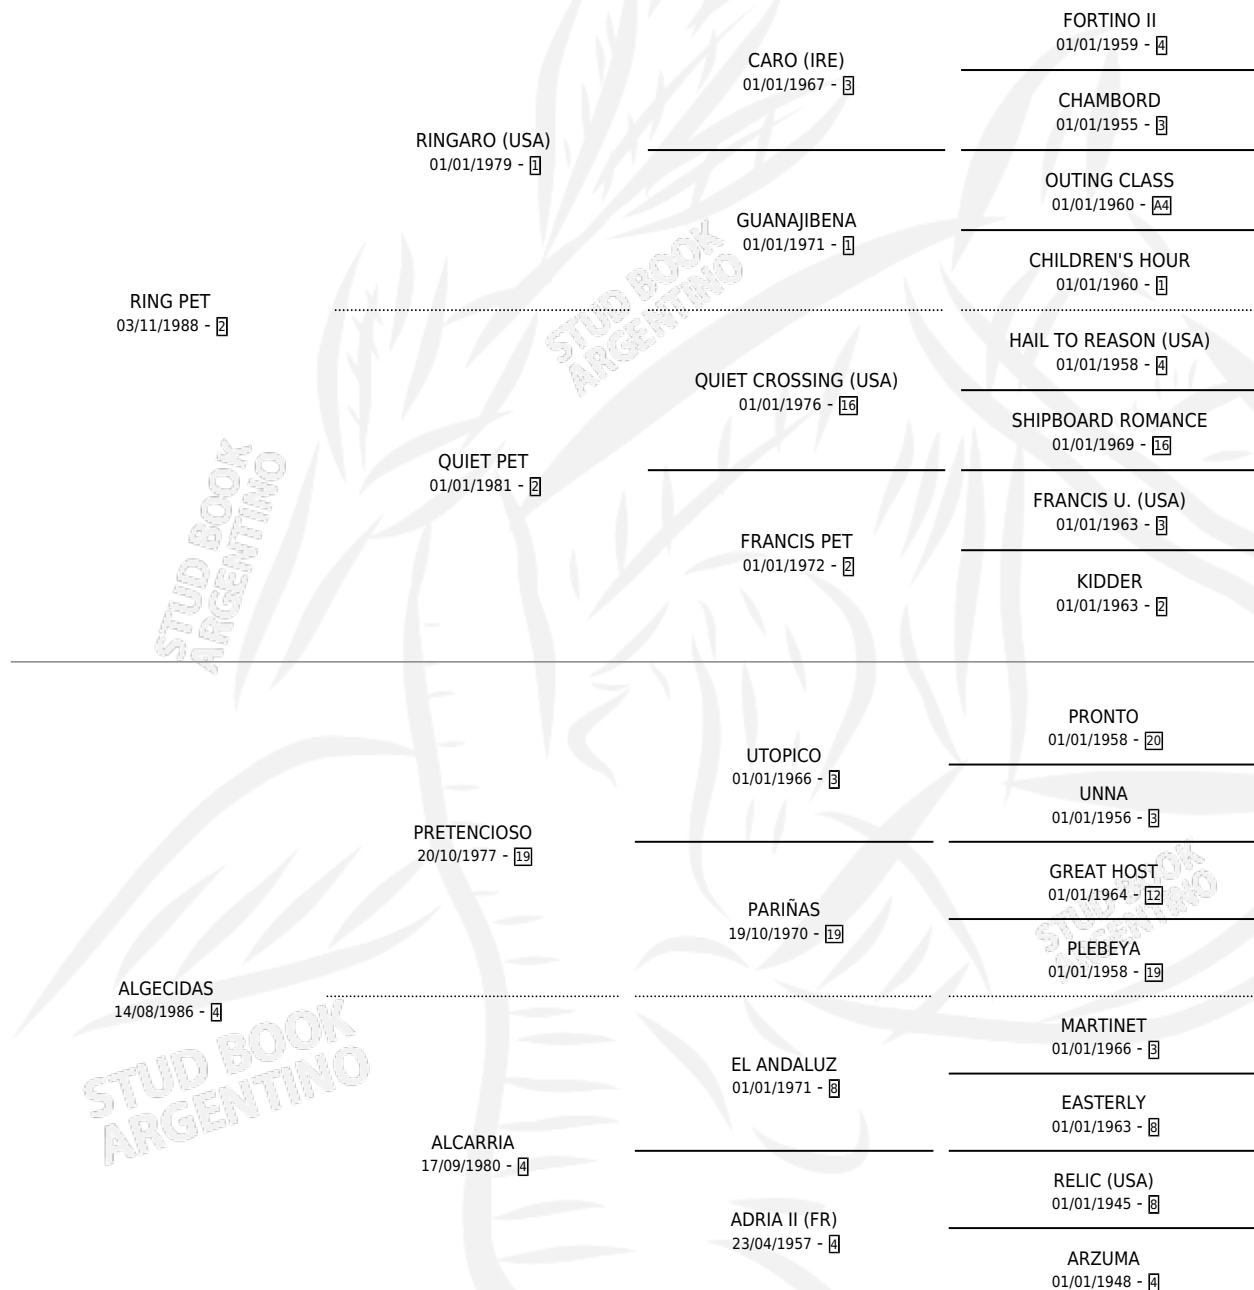 FORTINO II
01/01/1959 - 4
CARO (IRE)
01/01/1967 - 3
CHAMBORD
01/01/1955 - 3
RINGARO (USA)
01/01/1979 - 1
OUTING CLASS
01/01/1960 - A4
GUANAJIBENA
01/01/1971 - 1
CHILDREN'S HOUR
01/01/1960 - 1
RING PET
03/11/1988 - 2
HAIL TO REASON (USA)
01/01/1958 - 4
QUIET CROSSING (USA)
01/01/1976 - 16
SHIPBOARD ROMANCE
01/01/1969 - 16
QUIET PET
01/01/1981 - 2
FRANCIS U. (USA)
01/01/1963 - 3
FRANCIS PET
01/01/1972 - 2
KIDDER
01/01/1963 - 2
PRONTO
01/01/1958 - 20
UTOPICO
01/01/1966 - 3
UNNA
01/01/1956 - 3
PRETENCIOSO
20/10/1977 - 19
GREAT HOST
01/01/1964 - 12
PARIÑAS
19/10/1970 - 19
PLEBEYA
01/01/1958 - 19
ALGECIDAS
14/08/1986 - 4
MARTINET
01/01/1966 - 3
EL ANDALUZ
01/01/1971 - 8
EASTERLY
01/01/1963 - 8
ALCARRIA
17/09/1980 - 4
RELIC (USA)
01/01/1945 - 8
ADRIA II (FR)
23/04/1957 - 4
ARZUMA
01/01/1948 - 4
STUD BOOK
ARGENTINO
STUD BOOK
ARGENTINO
STUD BOOK
ARGENTINO
STUD BOOK
ARGENTINO